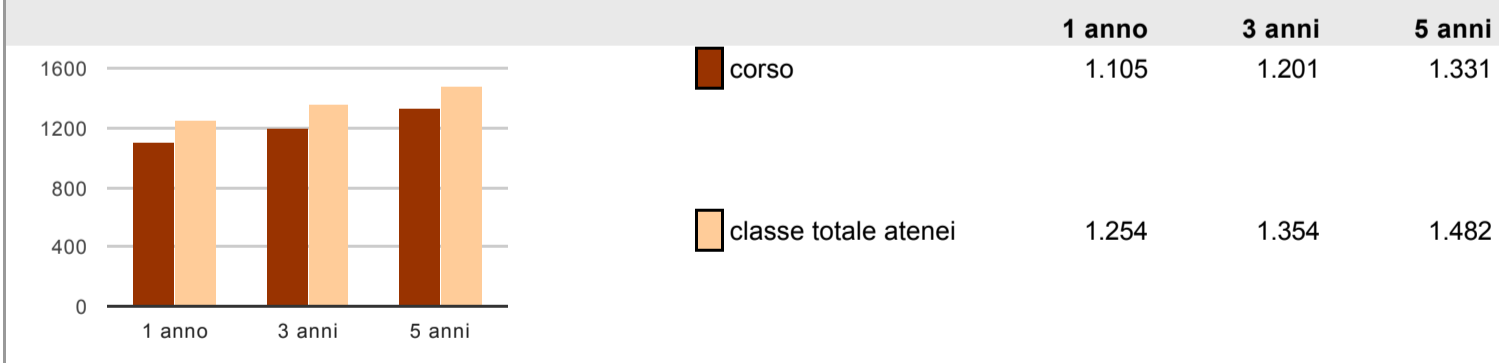 1 anno 3 anni 5 anni
corso 1.105 1.201 1.331
classe totale atenei 1.254 1.354 1.482
1600
1200
800
400
0
1 anno 3 anni 5 anni